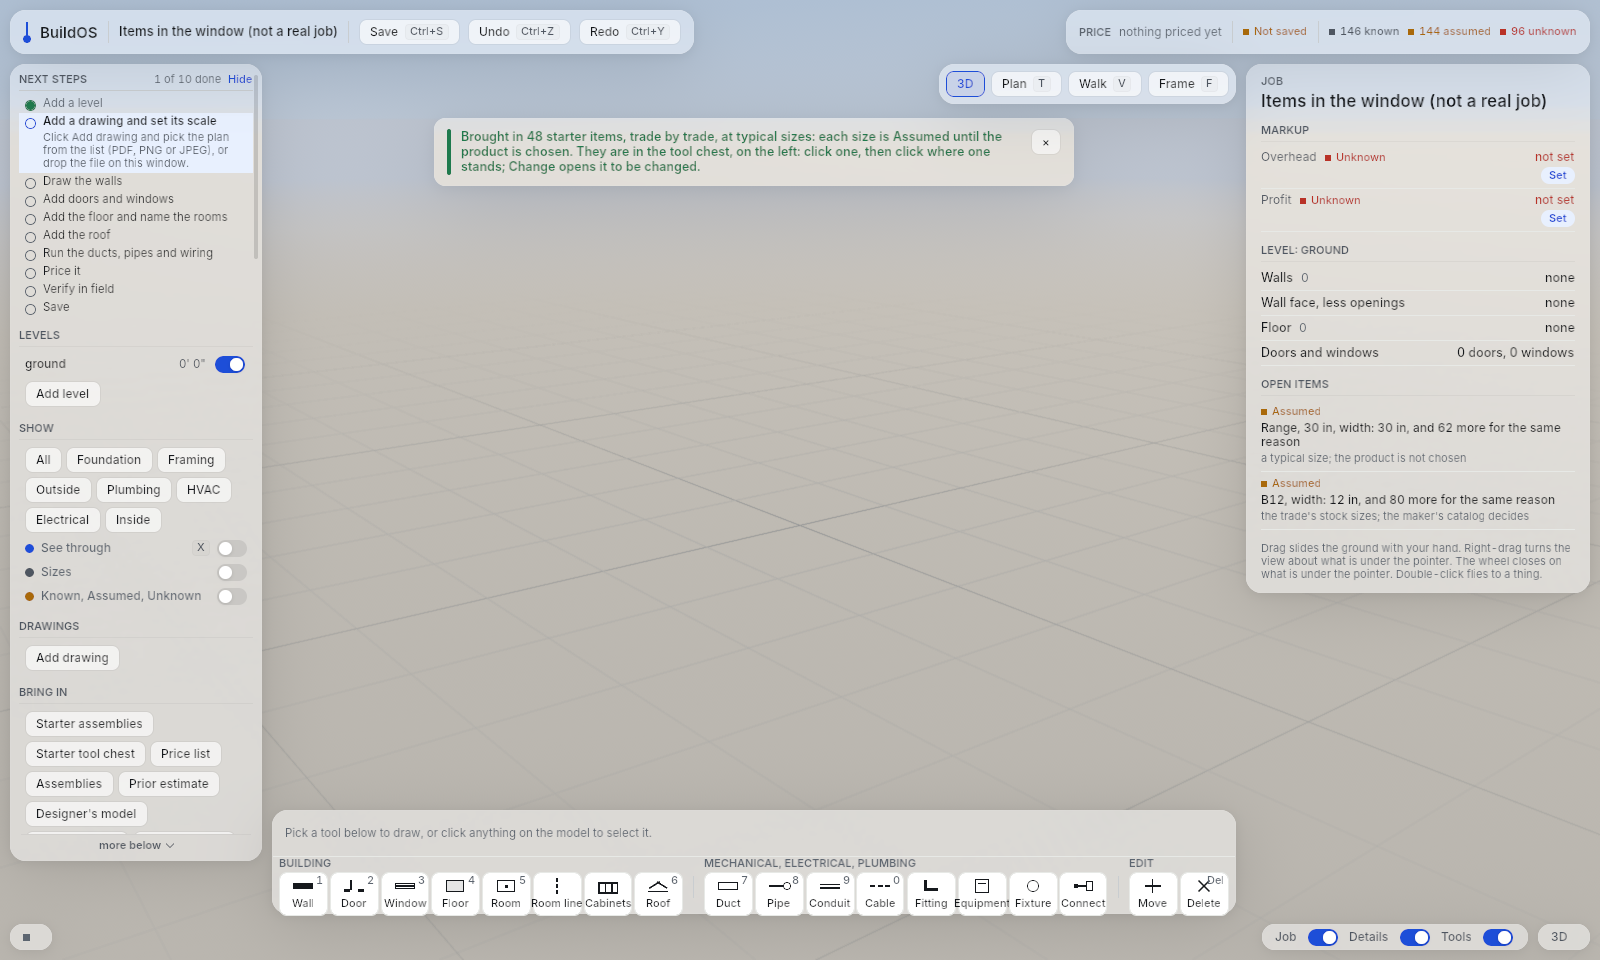 BuildOS
Items in the window (not a real job)
Save Ctrl+S
Undo Ctrl+Z
Redo Ctrl+Y
PRICE nothing priced yet
Not saved
146 known
144 assumed
96 unknown
NEXT STEPS 1 of 10 done Hide
Add a level
Add a drawing and set its scale
Click Add drawing and pick the plan
from the list (PDF, PNG or JPEG), or
drop the file on this window.
Draw the walls
Add doors and windows
Add the floor and name the rooms
Add the roof
Run the ducts, pipes and wiring
Price it
Verify in field
Save
LEVELS
ground 0' 0"
Add level
SHOW
All Foundation Framing
Outside Plumbing HVAC
Electrical Inside
See through X
Sizes
Known, Assumed, Unknown
DRAWINGS
Add drawing
BRING IN
Starter assemblies
Starter tool chest Price list
Assemblies Prior estimate
Designer's model
more below
3D Plan T Walk V Frame F
Brought in 48 starter items, trade by trade, at typical sizes: each size is Assumed until the
product is chosen. They are in the tool chest, on the left: click one, then click where one
stands; Change opens it to be changed.
×
JOB
Items in the window (not a real job)
MARKUP
Overhead Unknown not set
Set
Profit Unknown not set
Set
LEVEL: GROUND
Walls 0 none
Wall face, less openings none
Floor 0 none
Doors and windows 0 doors, 0 windows
OPEN ITEMS
Assumed
Range, 30 in, width: 30 in, and 62 more for the same
reason
a typical size; the product is not chosen
Assumed
B12, width: 12 in, and 80 more for the same reason
the trade's stock sizes; the maker's catalog decides
Drag slides the ground with your hand. Right-drag turns the
view about what is under the pointer. The wheel closes on
what is under the pointer. Double-click flies to a thing.
Pick a tool below to draw, or click anything on the model to select it.
BUILDING
1 2 3 4 5 6
Wall Door Window Floor Room Room line Cabinets Roof
MECHANICAL, ELECTRICAL, PLUMBING
7 8 9 0
Duct Pipe Conduit Cable Fitting Equipment Fixture Connect
EDIT
Del
Move Delete
Job Details Tools 3D